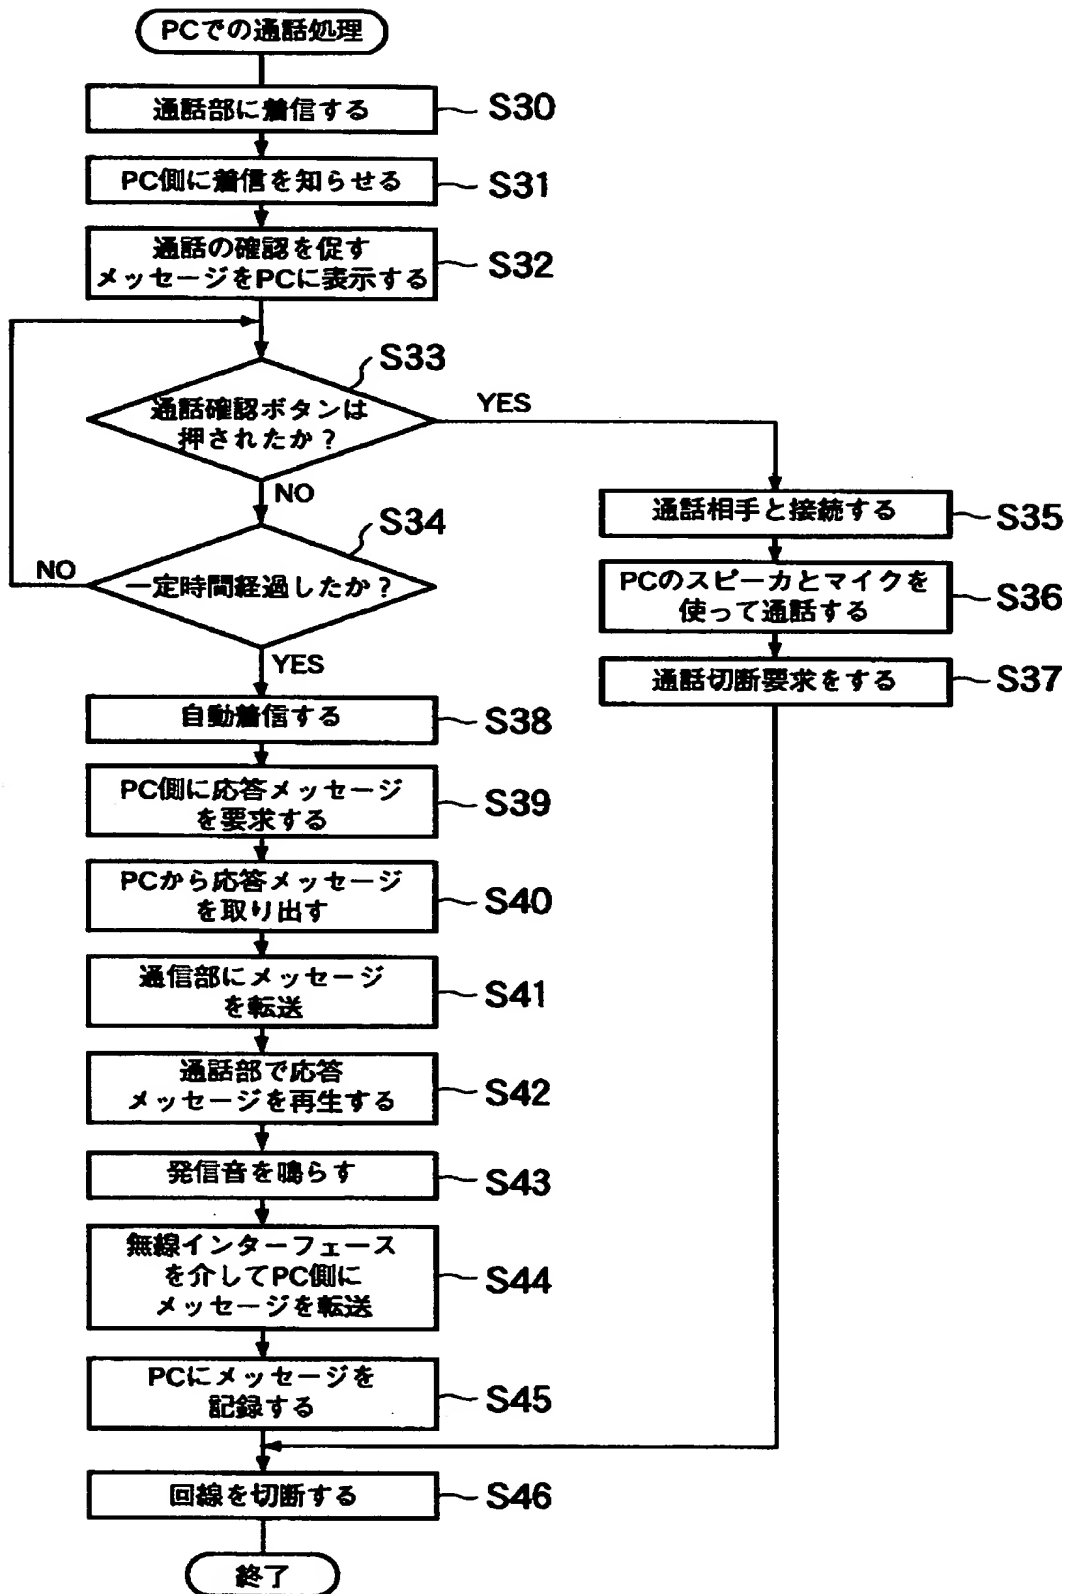 PCでの通話処理
通話部に着信する
S30
PC側に着信を知らせる
S31
通話の確認を促す
メッセージをPCに表示する
S32
S33
通話確認ボタンは
押されたか？
YES
NO
S34
一定時間経過したか？
NO
YES
通話相手と接続する
S35
PCのスピーカとマイクを
使って通話する
S36
通話切断要求をする
S37
自動着信する
S38
PC側に応答メッセージ
を要求する
S39
PCから応答メッセージ
を取り出す
S40
通信部にメッセージ
を転送
S41
通話部で応答
メッセージを再生する
S42
発信音を鳴らす
S43
無線インターフェース
を介してPC側に
メッセージを転送
S44
PCにメッセージを
記録する
S45
回線を切断する
S46
終了